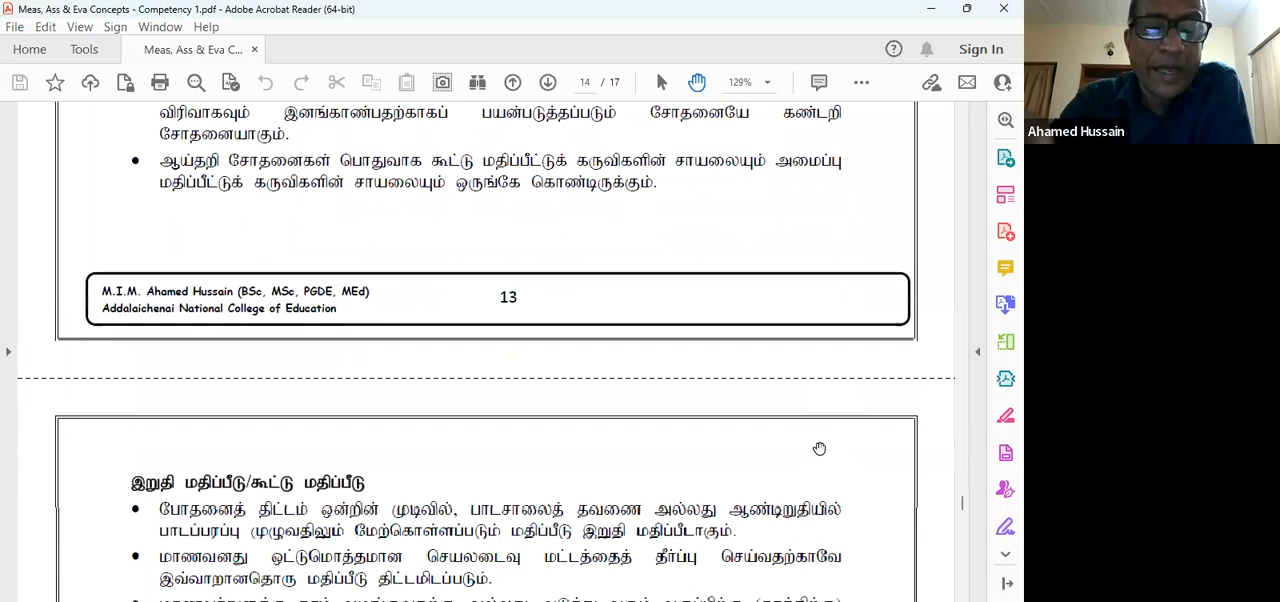 Meas, Ass & Eva Concepts - Competency 1.pdf - Adobe Acrobat Reader (64-bit)
File Edit View Sign Window Help
Home Tools Meas, Ass & Eva C... × Sign In
14 / 17 129%
Ahamed Hussain
விரிவாகவும் இனங்காண்பதற்காகப் பயன்படுத்தப்படும் சோதனையே கண்டறி
சோதனையாகும்.
• ஆய்தறி சோதனைகள் பொதுவாக கூட்டு மதிப்பீட்டுக் கருவிகளின் சாயலையும் அமைப்பு
மதிப்பீட்டுக் கருவிகளின் சாயலையும் ஒருங்கே கொண்டிருக்கும்.
M.I.M. Ahamed Hussain (BSc, MSc, PGDE, MEd)
13
Addalaichenai National College of Education
இறுதி மதிப்பீடு/கூட்டு மதிப்பீடு
• போதனைத் திட்டம் ஒன்றின் முடிவில், பாடசாலைத் தவணை அல்லது ஆண்டிறுதியில்
பாடப்பரப்பு முழுவதிலும் மேற்கொள்ளப்படும் மதிப்பீடு இறுதி மதிப்பீடாகும்.
• மாணவனது ஒட்டுமொத்தமான செயலடைவு மட்டத்தைத் தீர்ப்பு செய்வதற்காவே
இவ்வாறானதொரு மதிப்பீடு திட்டமிடப்படும்.